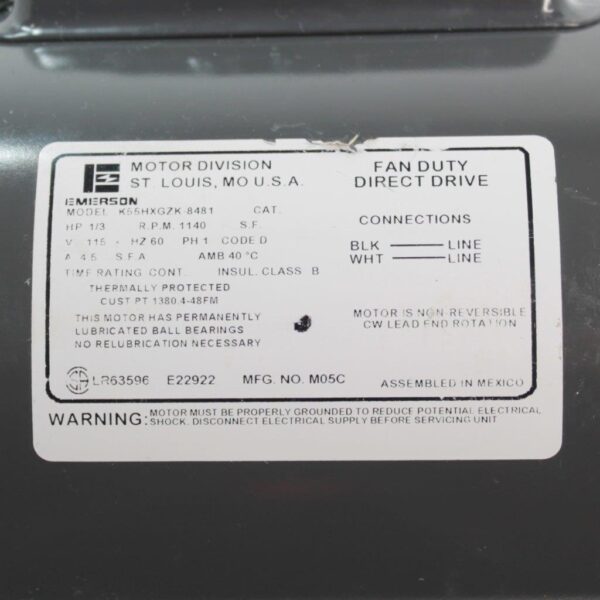 MOTOR DIVISION
ST. LOUIS, MO U.S.A.
EMERSON
MODEL K55HXGZK-8481 CAT.
HP 1/3 R.P.M. 1140 S.F.
V 115 - HZ 60 PH 1 CODE D
A 4.5 S.F.A AMB 40 °C
TIME RATING CONT. INSUL. CLASS B
THERMALLY PROTECTED
CUST PT 1380.4-48FM
THIS MOTOR HAS PERMANENTLY
LUBRICATED BALL BEARINGS
NO RELUBRICATION NECESSARY
FAN DUTY
DIRECT DRIVE
CONNECTIONS
BLK LINE
WHT LINE
MOTOR IS NON-REVERSIBLE
CW LEAD END ROTATION
LR63596 E22922 MFG. NO. M05C
ASSEMBLED IN MEXICO
WARNING: MOTOR MUST BE PROPERLY GROUNDED TO REDUCE POTENTIAL ELECTRICAL
SHOCK. DISCONNECT ELECTRICAL SUPPLY BEFORE SERVICING UNIT